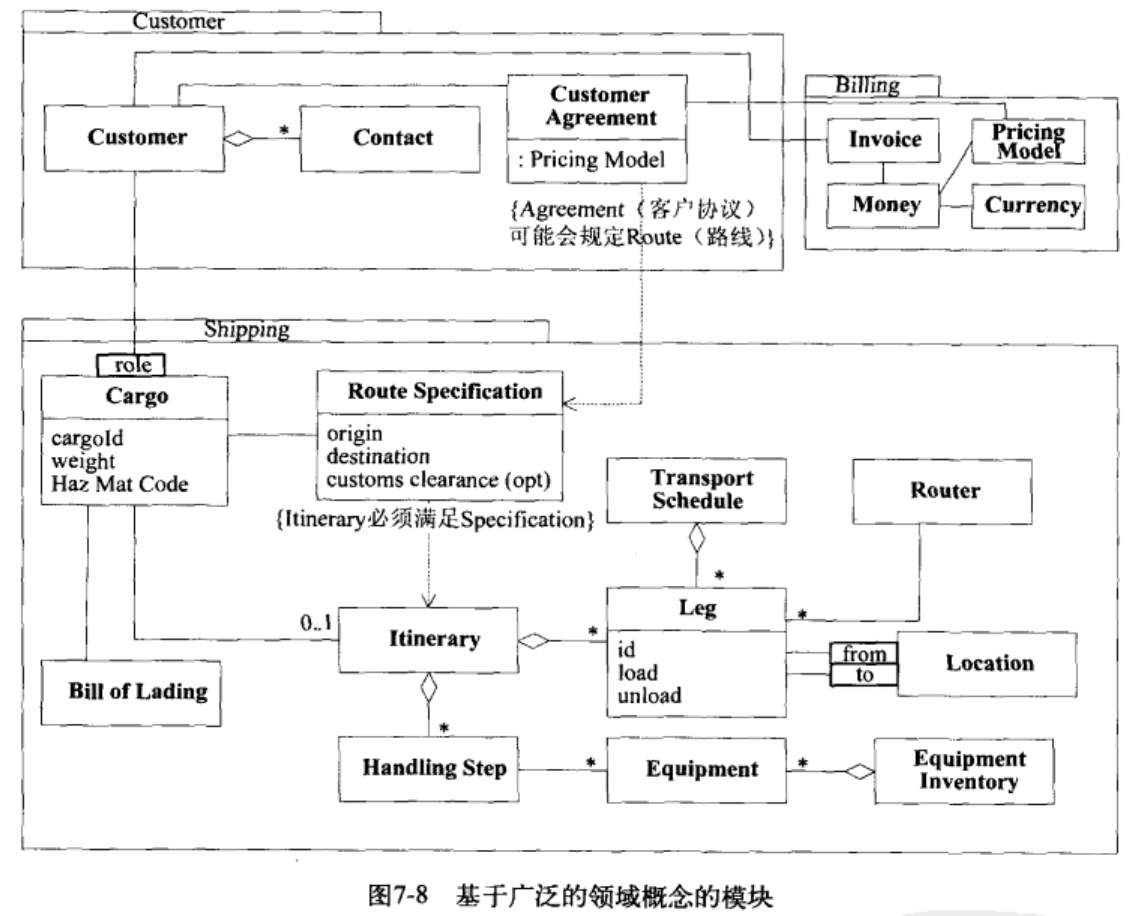 Customer
Customer
*
Contact
Customer
Agreement
: Pricing Model
{Agreement（客户协议）
可能会规定Route（路线）}
Billing
Invoice
Pricing
Model
Money
Currency
Shipping
role
Cargo
cargoId
weight
Haz Mat Code
Route Specification
origin
destination
customs clearance (opt)
{Itinerary必须满足Specification}
Transport
Schedule
*
Router
*
0..1
Itinerary
*
Leg
id
load
unload
from
to
Location
Bill of Lading
*
Handling Step
*
Equipment
*
Equipment
Inventory
图7-8 基于广泛的领域概念的模块